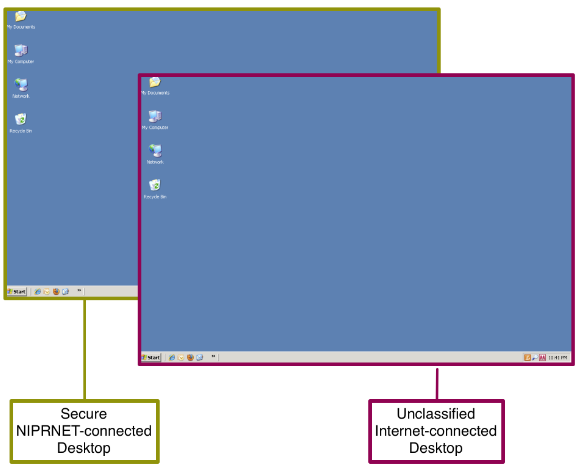 My Documents
My Computer
Network
Recycle Bin
Start
My Documents
My Computer
Network
Recycle Bin
Start
10:41 PM
Secure
NIPRNET-connected
Desktop
Unclassified
Internet-connected
Desktop